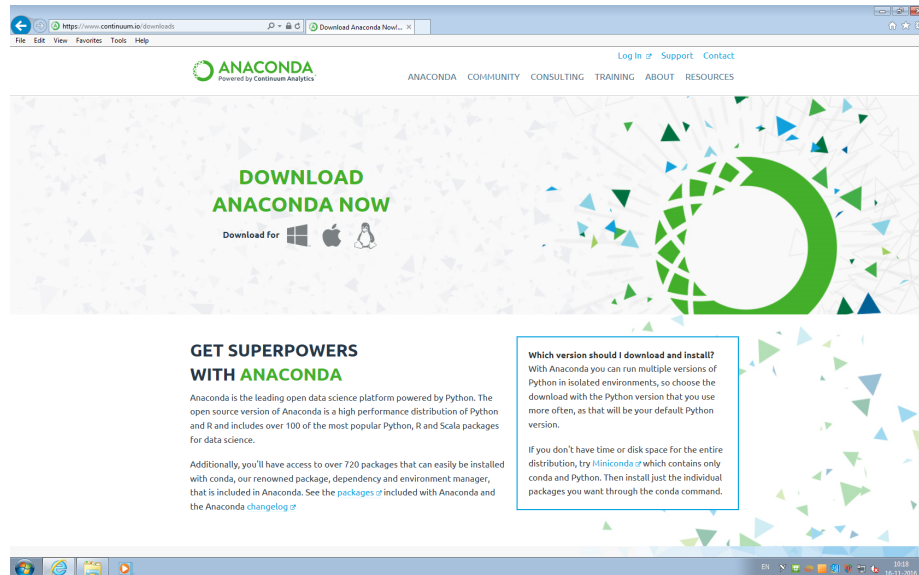 https://www.continuum.io/downloads
Download Anaconda Now!...
File Edit View Favorites Tools Help
Log In Support Contact
ANACONDA
Powered by Continuum Analytics
ANACONDA COMMUNITY CONSULTING TRAINING ABOUT RESOURCES
DOWNLOAD
ANACONDA NOW
Download for
GET SUPERPOWERS
WITH ANACONDA
Anaconda is the leading open data science platform powered by Python. The
open source version of Anaconda is a high performance distribution of Python
and R and includes over 100 of the most popular Python, R and Scala packages
for data science.
Additionally, you'll have access to over 720 packages that can easily be installed
with conda, our renowned package, dependency and environment manager,
that is included in Anaconda. See the packages included with Anaconda and
the Anaconda changelog
Which version should I download and install?
With Anaconda you can run multiple versions of
Python in isolated environments, so choose the
download with the Python version that you use
more often, as that will be your default Python
version.
If you don't have time or disk space for the entire
distribution, try Miniconda which contains only
conda and Python. Then install just the individual
packages you want through the conda command.
EN
10:18
16-11-2016